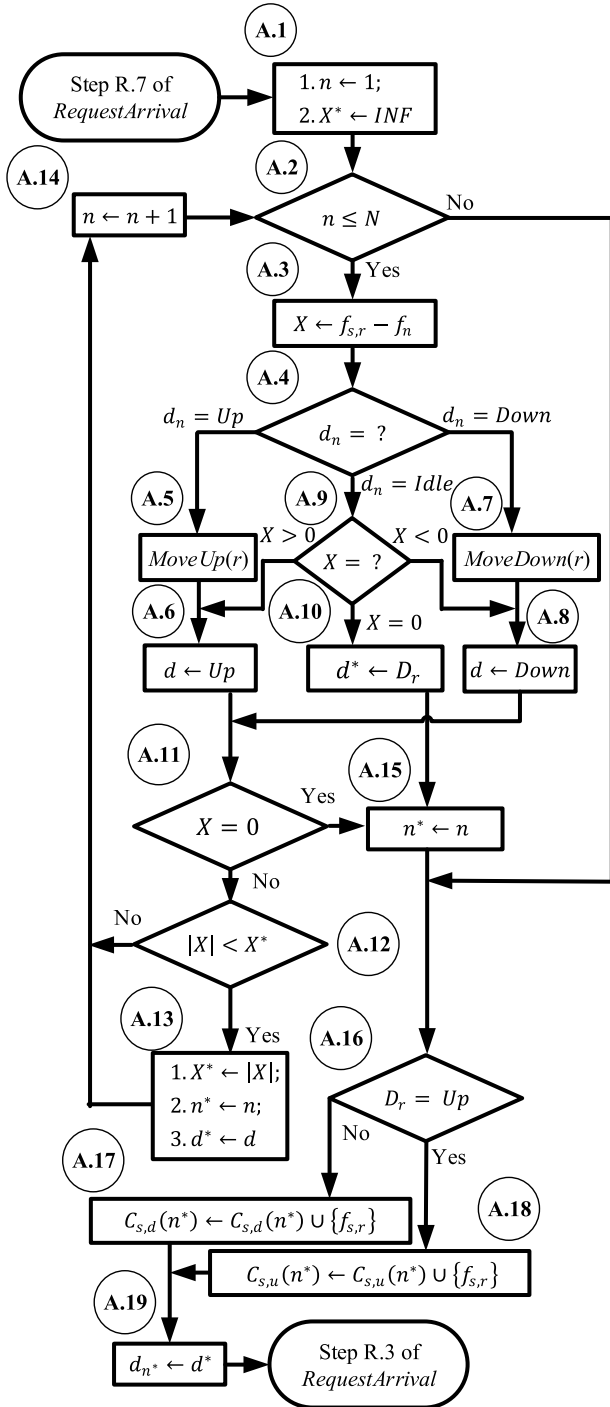 A.1
Step R.7 of
RequestArrival
1. n ← 1;
2. X* ← INF
A.14
A.2
n ← n + 1
n ≤ N
No
A.3
Yes
X ← f_{s,r} − f_n
A.4
d_n = Up
d_n = ?
d_n = Down
A.5
A.9
d_n = Idle
A.7
MoveUp(r)
X > 0
X = ?
X < 0
MoveDown(r)
A.6
A.10
X = 0
A.8
d ← Up
d* ← D_r
d ← Down
A.11
A.15
X = 0
Yes
n* ← n
No
No
|X| < X*
A.12
A.13
Yes
A.16
1. X* ← |X|;
2. n* ← n;
3. d* ← d
D_r = Up
No
Yes
A.17
A.18
C_{s,d}(n*) ← C_{s,d}(n*) ∪ {f_{s,r}}
C_{s,u}(n*) ← C_{s,u}(n*) ∪ {f_{s,r}}
A.19
d_{n*} ← d*
Step R.3 of
RequestArrival